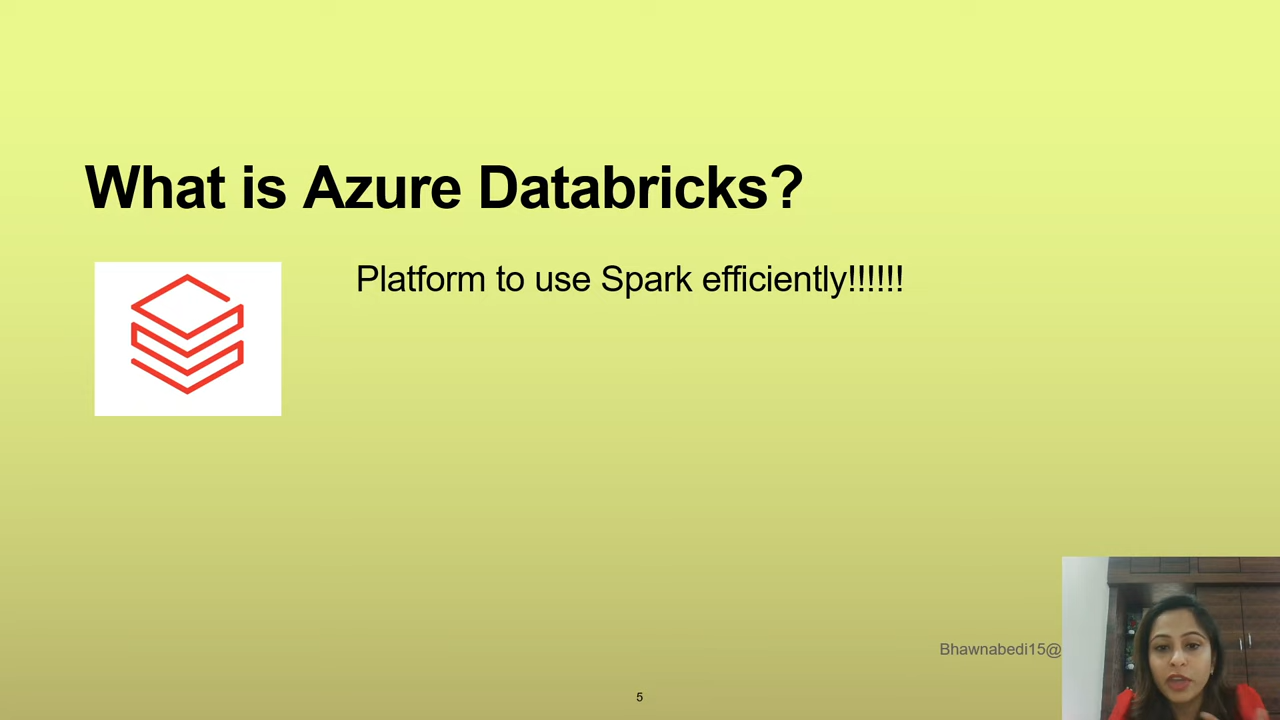 What is Azure Databricks?
Platform to use Spark efficiently!!!!!!
Bhawnabedi15@
5